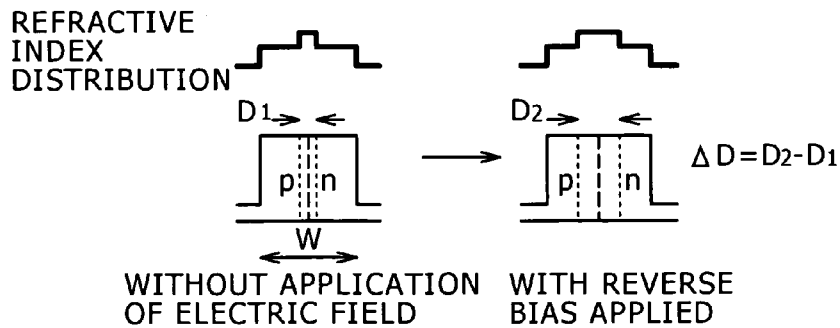 REFRACTIVE
INDEX
DISTRIBUTION
D1
D2
p n
p n
ΔD=D2-D1
W
WITHOUT APPLICATION
OF ELECTRIC FIELD
WITH REVERSE
BIAS APPLIED